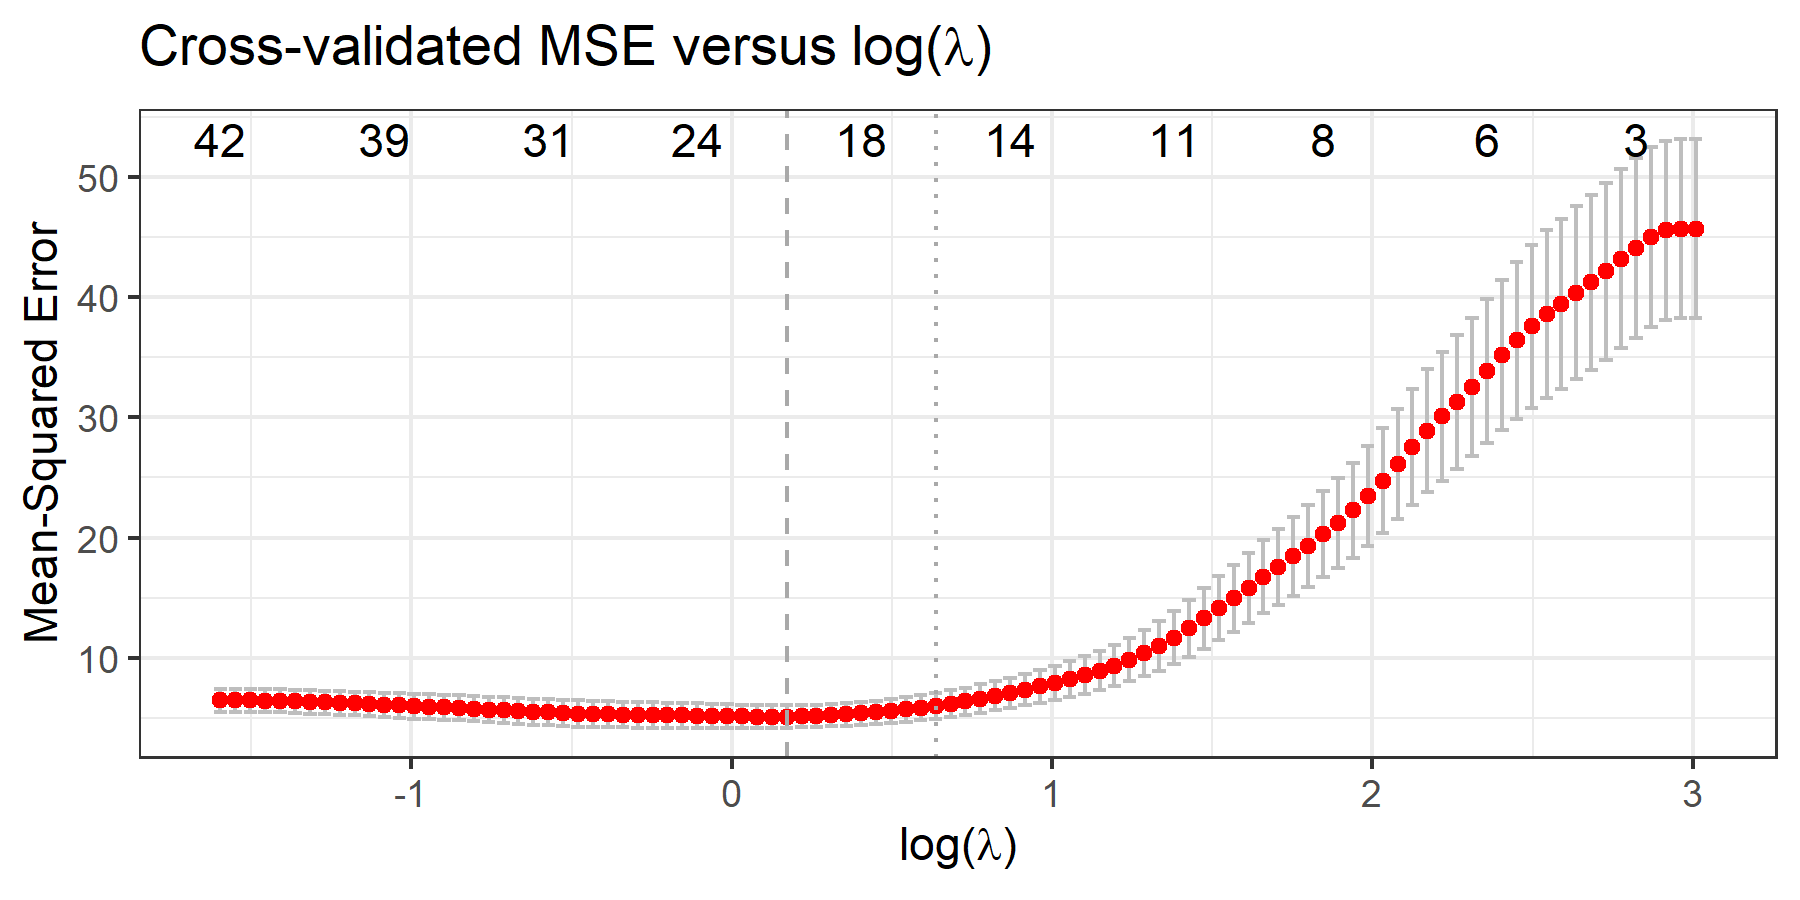 Cross-validated MSE versus log(λ)
42 39 31 24 18 14 11 8 6 3
50
40
30
20
10
Mean-Squared Error
-1 0 1 2 3
log(λ)